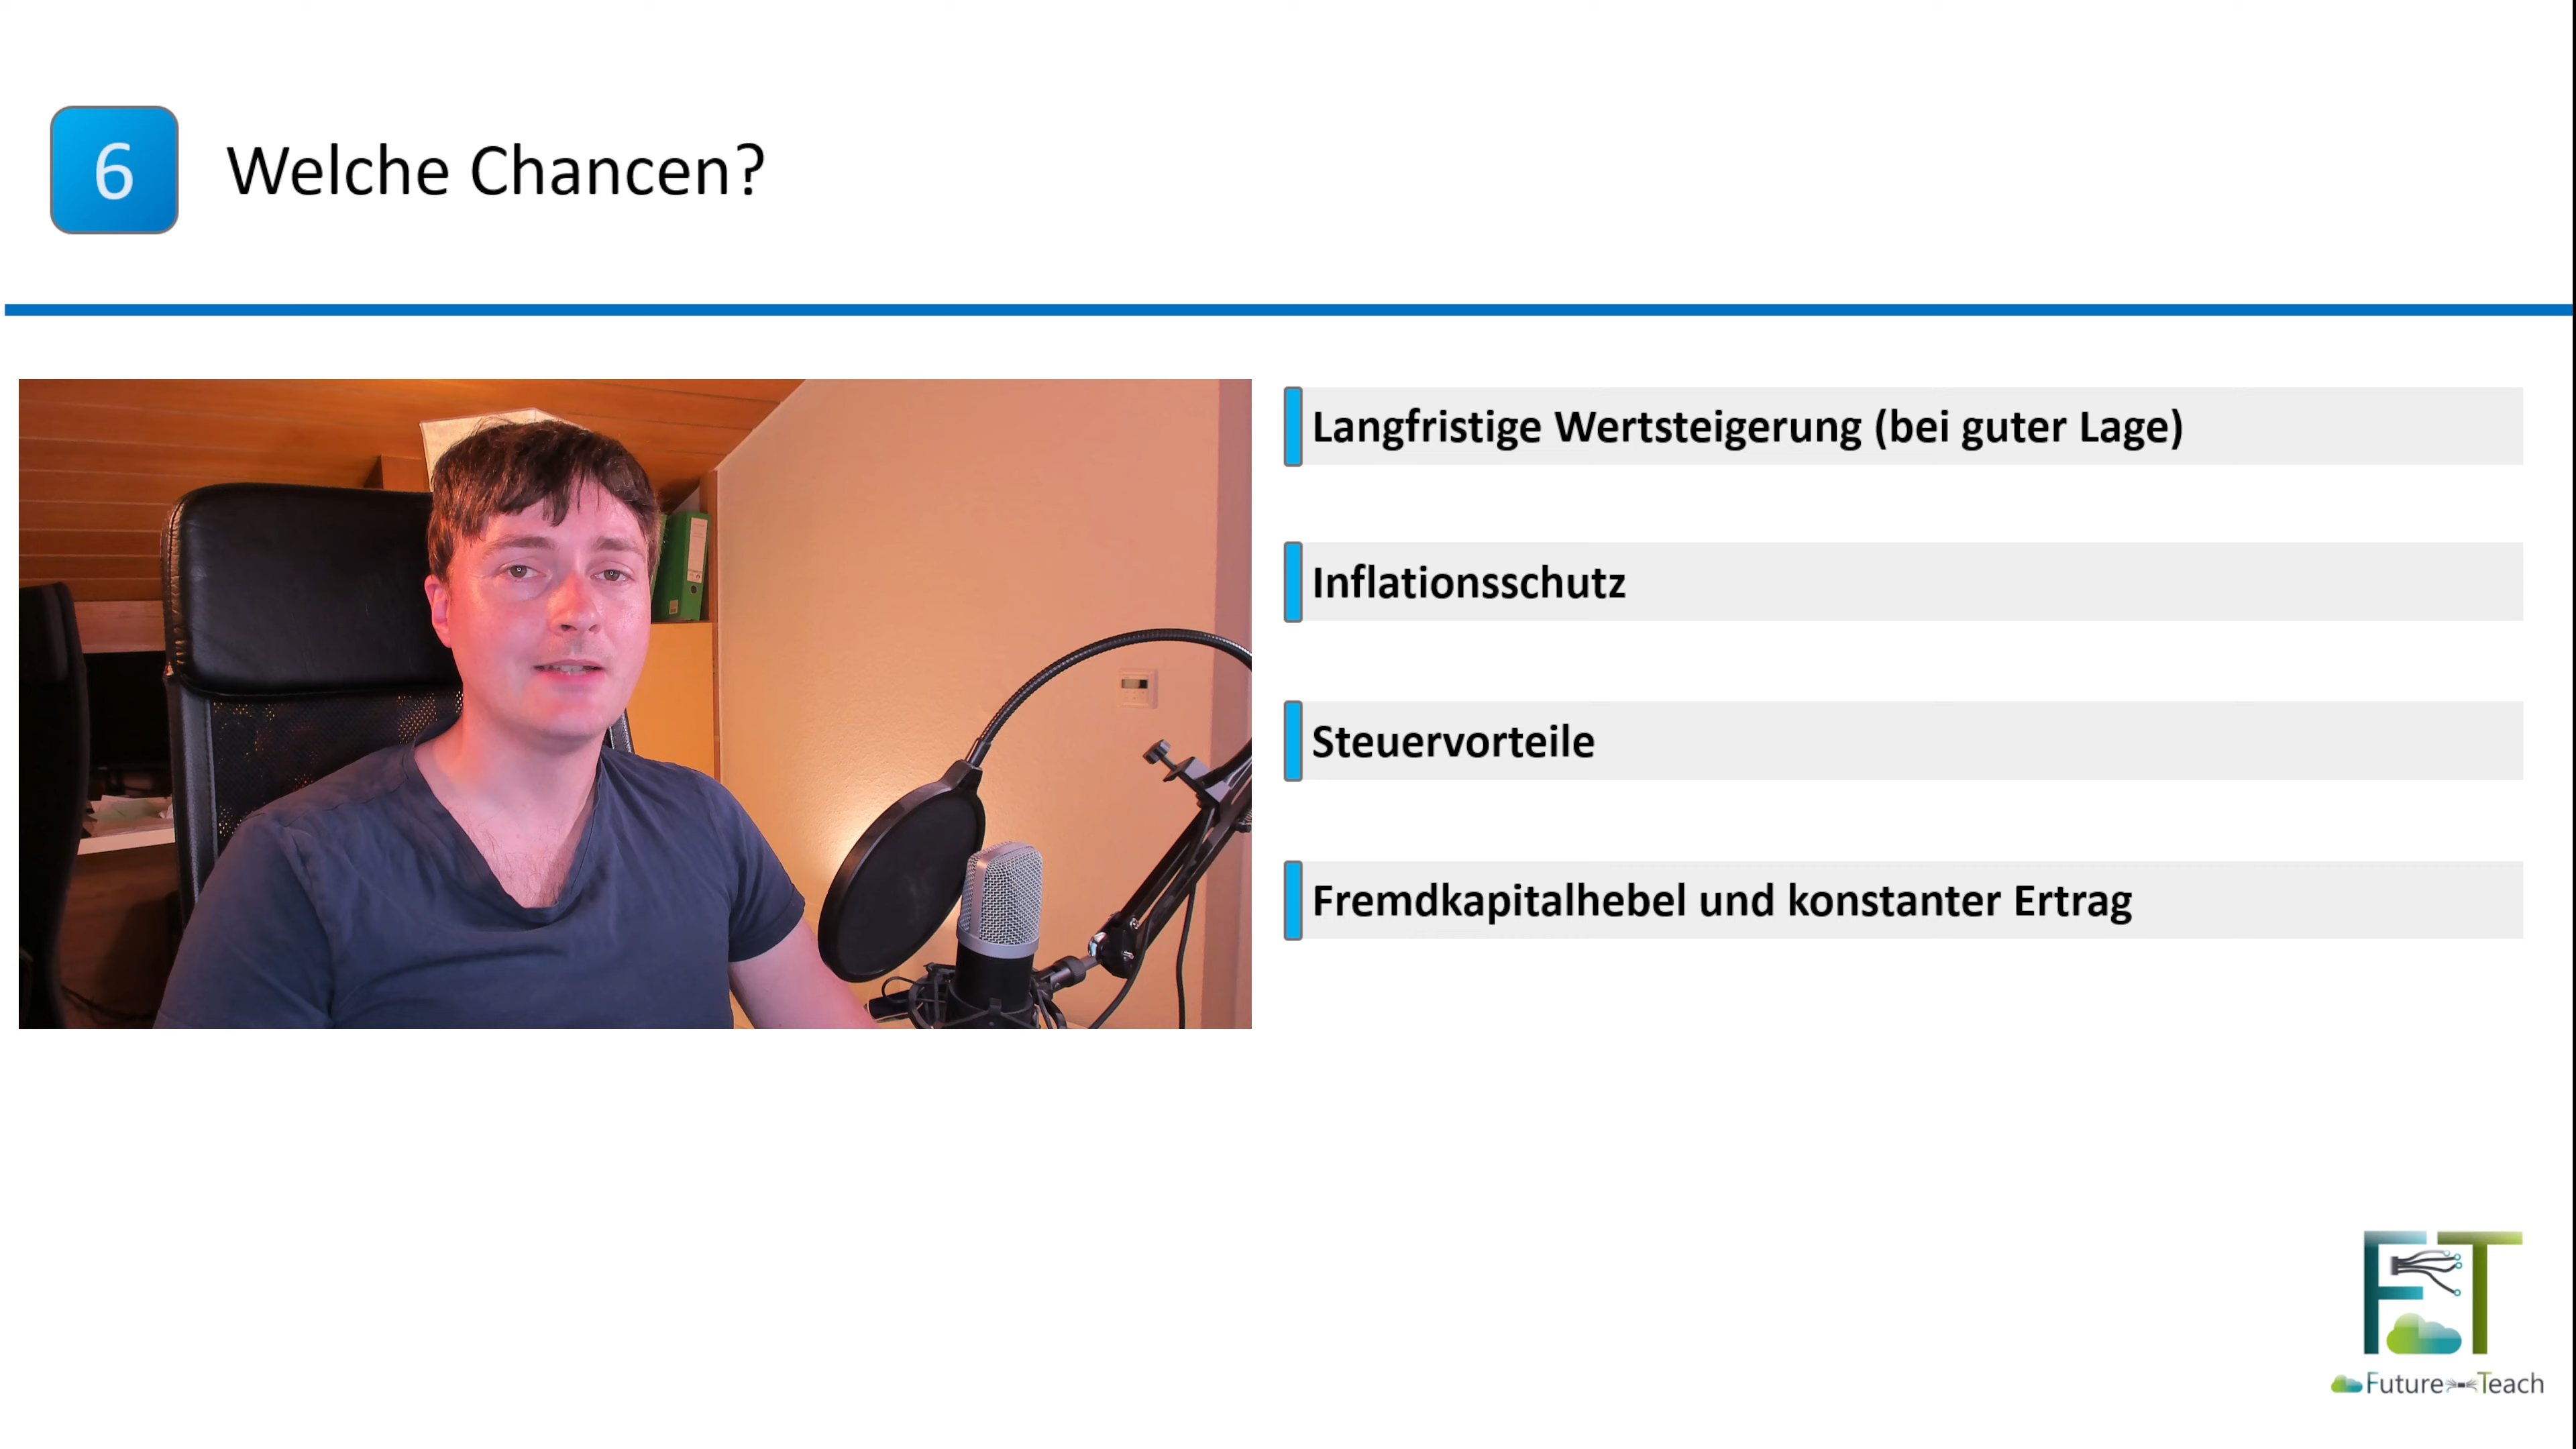 6
Welche Chancen?
Langfristige Wertsteigerung (bei guter Lage)
Inflationsschutz
Steuervorteile
Fremdkapitalhebel und konstanter Ertrag
FT
Future Teach